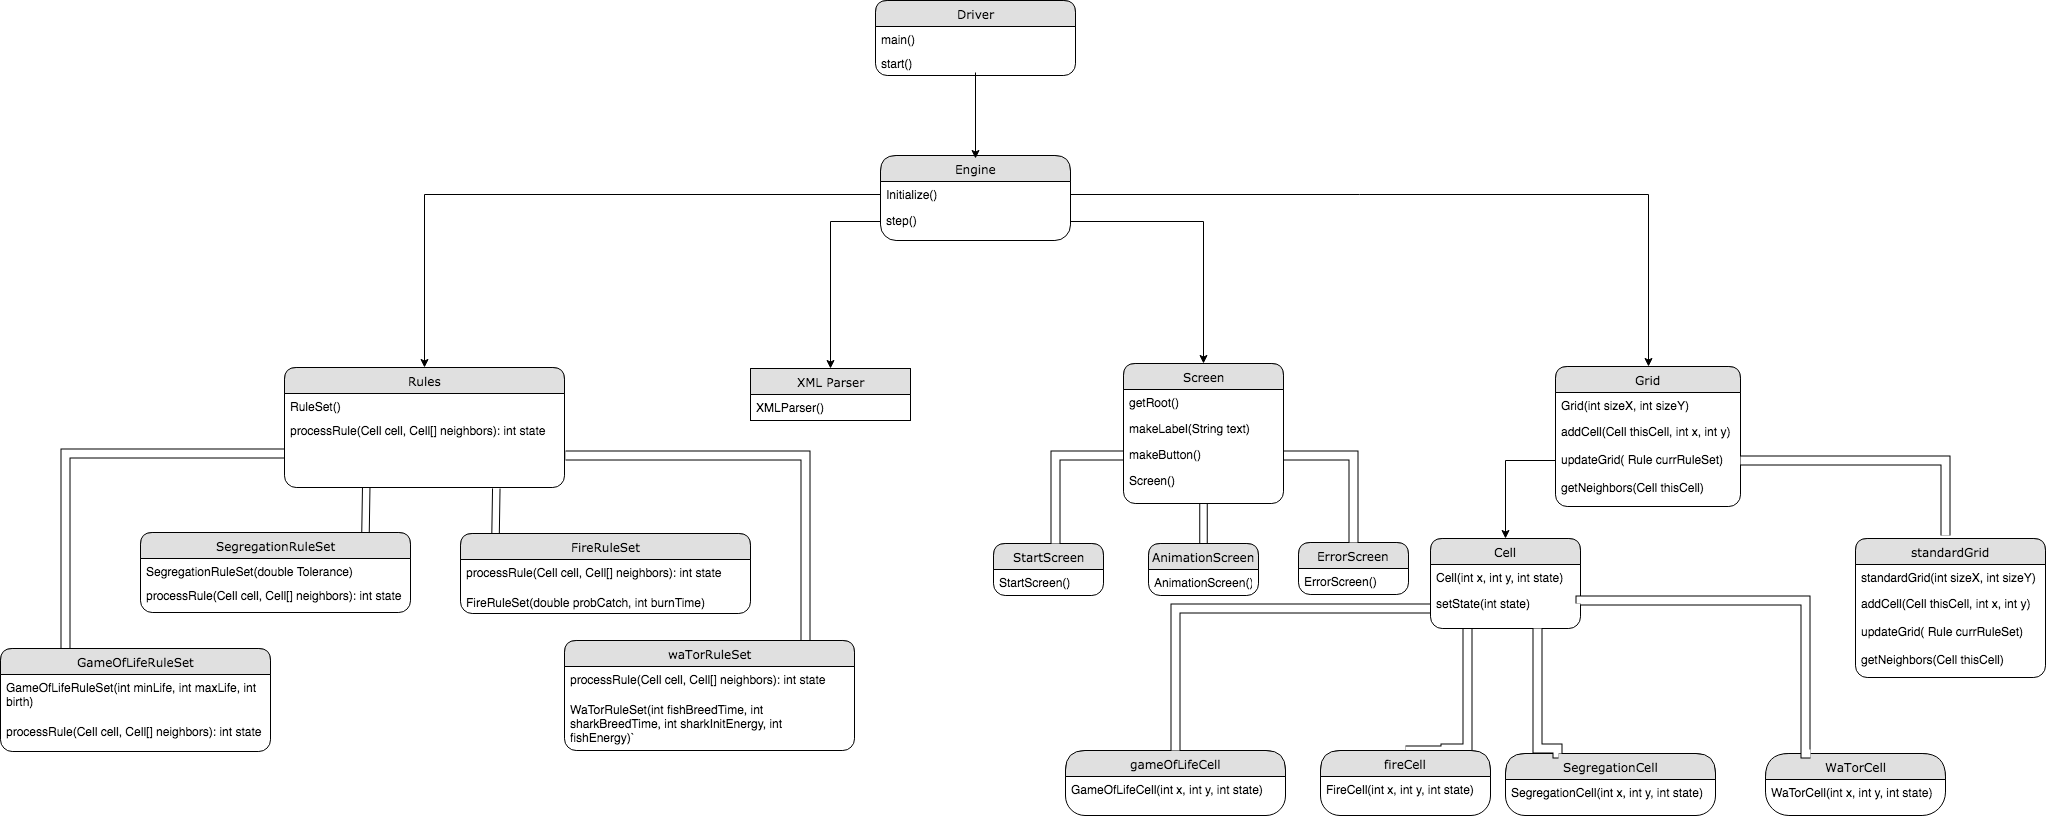 Driver
main()
start()
Engine
Initialize()
step()
Rules
RuleSet()
processRule(Cell cell, Cell[] neighbors): int state
XML Parser
XMLParser()
Screen
getRoot()
makeLabel(String text)
makeButton()
Screen()
Grid
Grid(int sizeX, int sizeY)
addCell(Cell thisCell, int x, int y)
updateGrid( Rule currRuleSet)
getNeighbors(Cell thisCell)
SegregationRuleSet
SegregationRuleSet(double Tolerance)
processRule(Cell cell, Cell[] neighbors): int state
FireRuleSet
processRule(Cell cell, Cell[] neighbors): int state
FireRuleSet(double probCatch, int burnTime)
StartScreen
StartScreen()
AnimationScreen
AnimationScreen()
ErrorScreen
ErrorScreen()
Cell
Cell(int x, int y, int state)
setState(int state)
standardGrid
standardGrid(int sizeX, int sizeY)
addCell(Cell thisCell, int x, int y)
updateGrid( Rule currRuleSet)
getNeighbors(Cell thisCell)
GameOfLifeRuleSet
GameOfLifeRuleSet(int minLife, int maxLife, int
birth)
processRule(Cell cell, Cell[] neighbors): int state
waTorRuleSet
processRule(Cell cell, Cell[] neighbors): int state
WaTorRuleSet(int fishBreedTime, int
sharkBreedTime, int sharkInitEnergy, int
fishEnergy)`
gameOfLifeCell
GameOfLifeCell(int x, int y, int state)
fireCell
FireCell(int x, int y, int state)
SegregationCell
SegregationCell(int x, int y, int state)
WaTorCell
WaTorCell(int x, int y, int state)